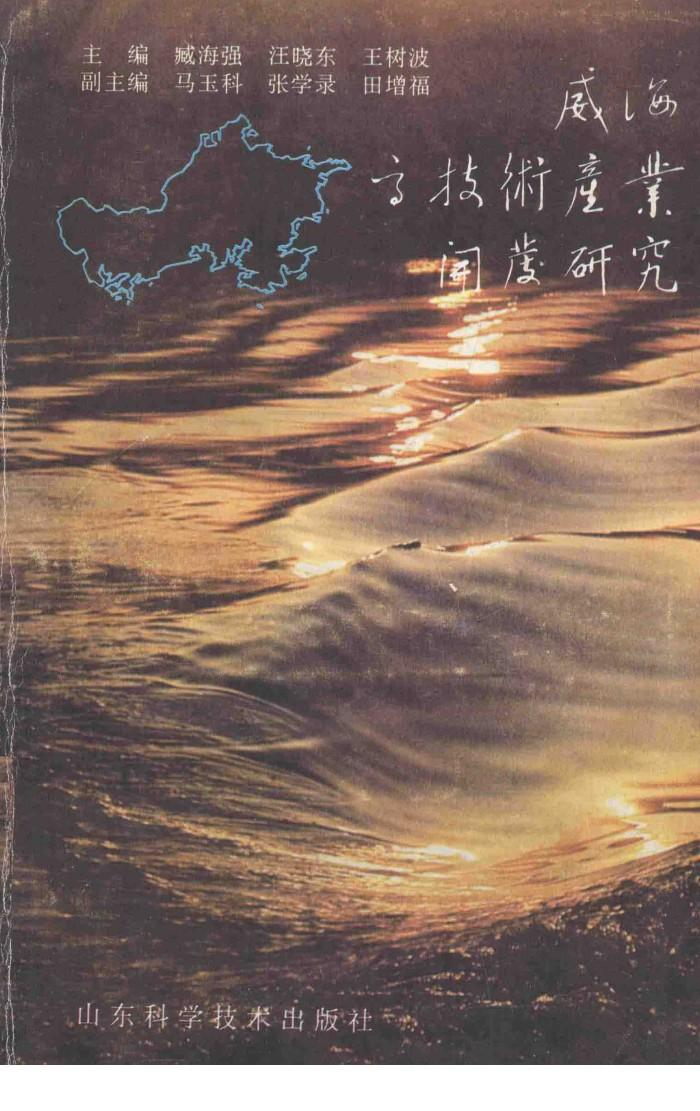 主　编　臧海强　汪晓东　王树波
副主编　马玉科　张学录　田增福
威海
高技術産業
開发研究
山东科学技术出版社